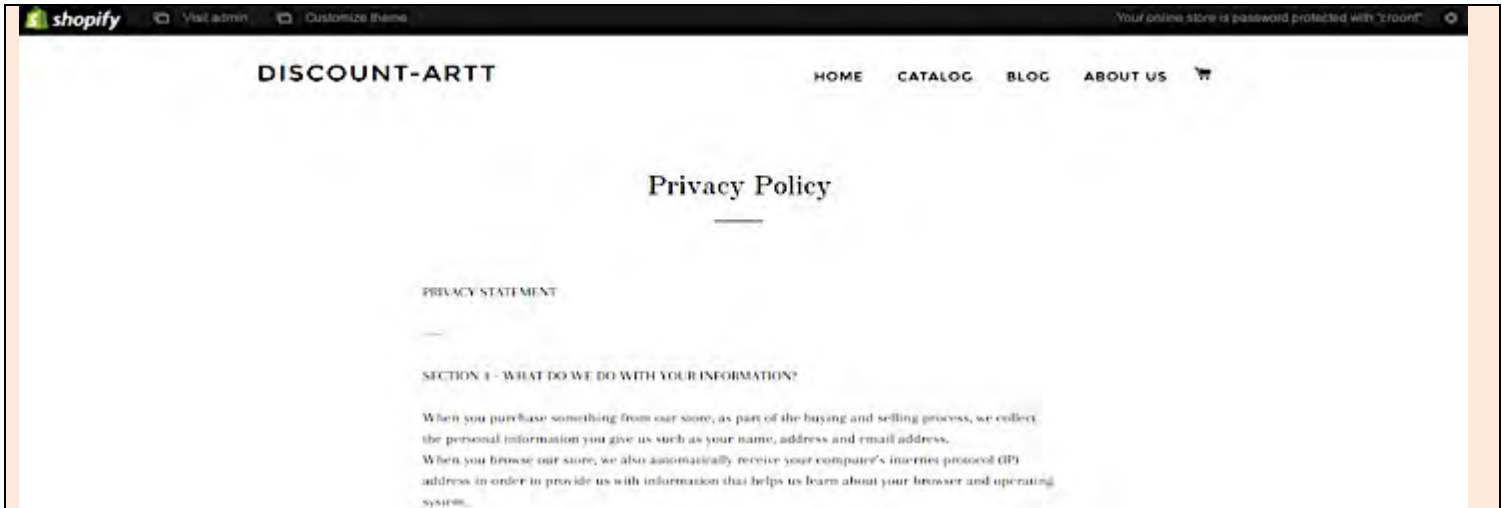 shopify Visit admin Customize theme Your online store is password protected with "croont"
DISCOUNT-ARTT HOME CATALOG BLOG ABOUT US
Privacy Policy
PRIVACY STATEMENT
SECTION 1 - WHAT DO WE DO WITH YOUR INFORMATION?
When you purchase something from our store, as part of the buying and selling process, we collect
the personal information you give us such as your name, address and email address.
When you browse our store, we also automatically receive your computer's internet protocol (IP)
address in order to provide us with information that helps us learn about your browser and operating
system.